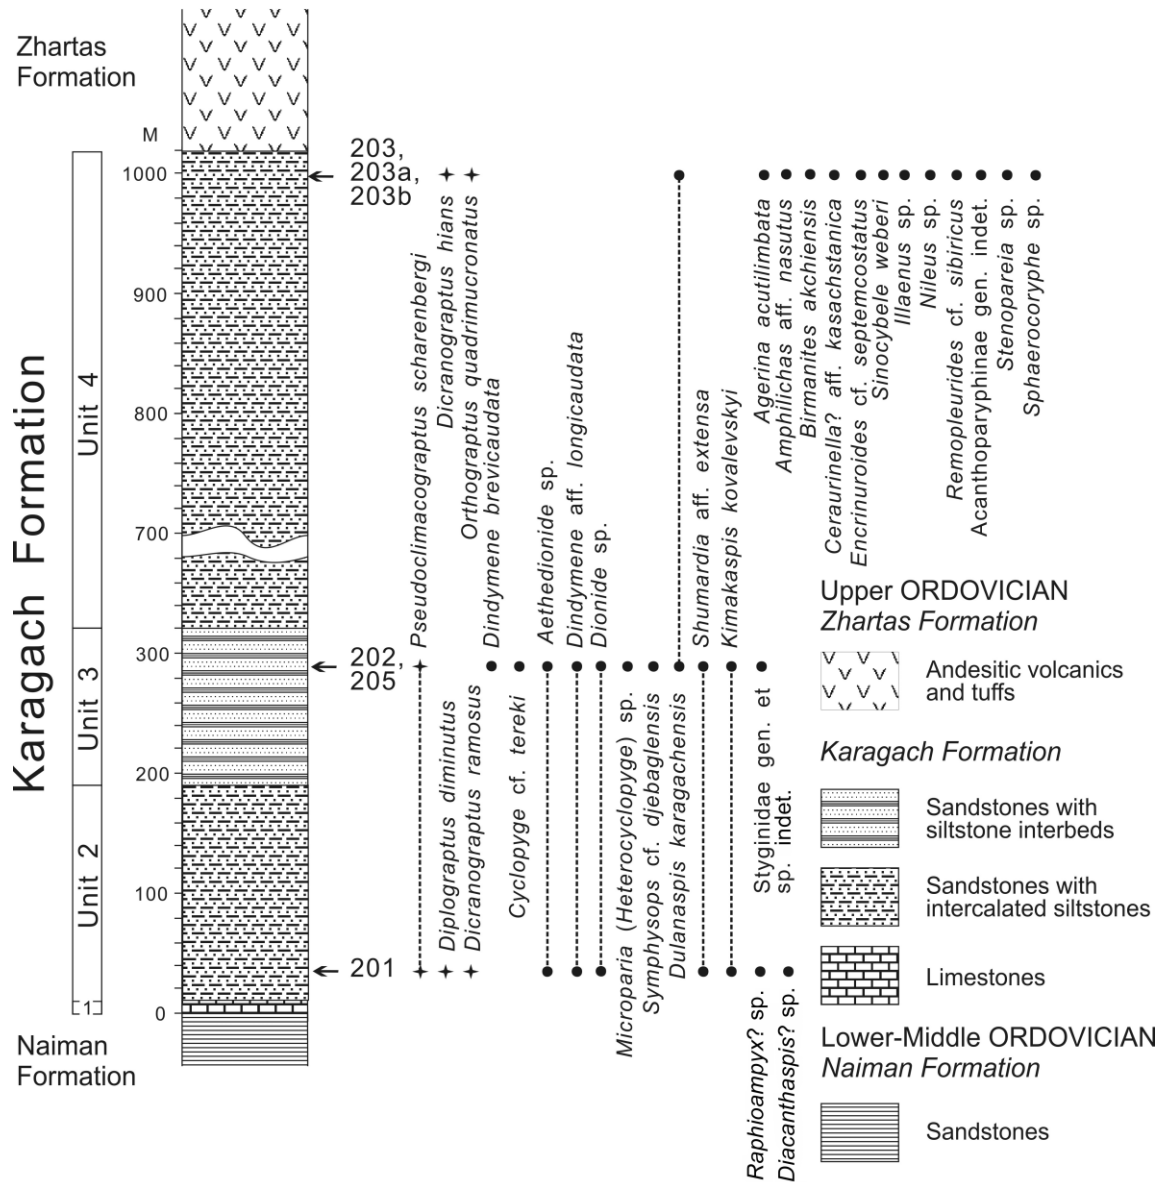 Zhartas
Formation
M
1000
900
800
700
300
200
100
0
Karagach Formation
Unit 4
Unit 3
Unit 2
1
Naiman
Formation
203,
203a,
203b
202,
205
201
Pseudoclimacograptus scharenbergi
Dicranograptus hians
Orthograptus quadrimucronatus
Diplograptus diminutus
Dicranograptus ramosus
Dindymene brevicaudata
Cyclopyge cf. tereki
Aethedionide sp.
Dindymene aff. longicaudata
Dionide sp.
Microparia (Heterocyclopyge) sp.
Symphysops cf. djebaglensis
Dulanaspis karagachensis
Shumardia aff. extensa
Kimakaspis kovalevskyi
Styginidae gen. et
sp. indet.
Raphioampyx? sp.
Diacanthaspis? sp.
Agerina acutilimbata
Amphilichas aff. nasutus
Birmanites akchiensis
Ceraurinella? aff. kasachstanica
Encrinuroides cf. septemcostatus
Sinocybele weberi
Illaenus sp.
Nileus sp.
Remopleurides cf. sibiricus
Acanthoparyphinae gen. indet.
Stenopareia sp.
Sphaerocoryphe sp.
Upper ORDOVICIAN
Zhartas Formation
Andesitic volcanics
and tuffs
Karagach Formation
Sandstones with
siltstone interbeds
Sandstones with
intercalated siltstones
Limestones
Lower-Middle ORDOVICIAN
Naiman Formation
Sandstones